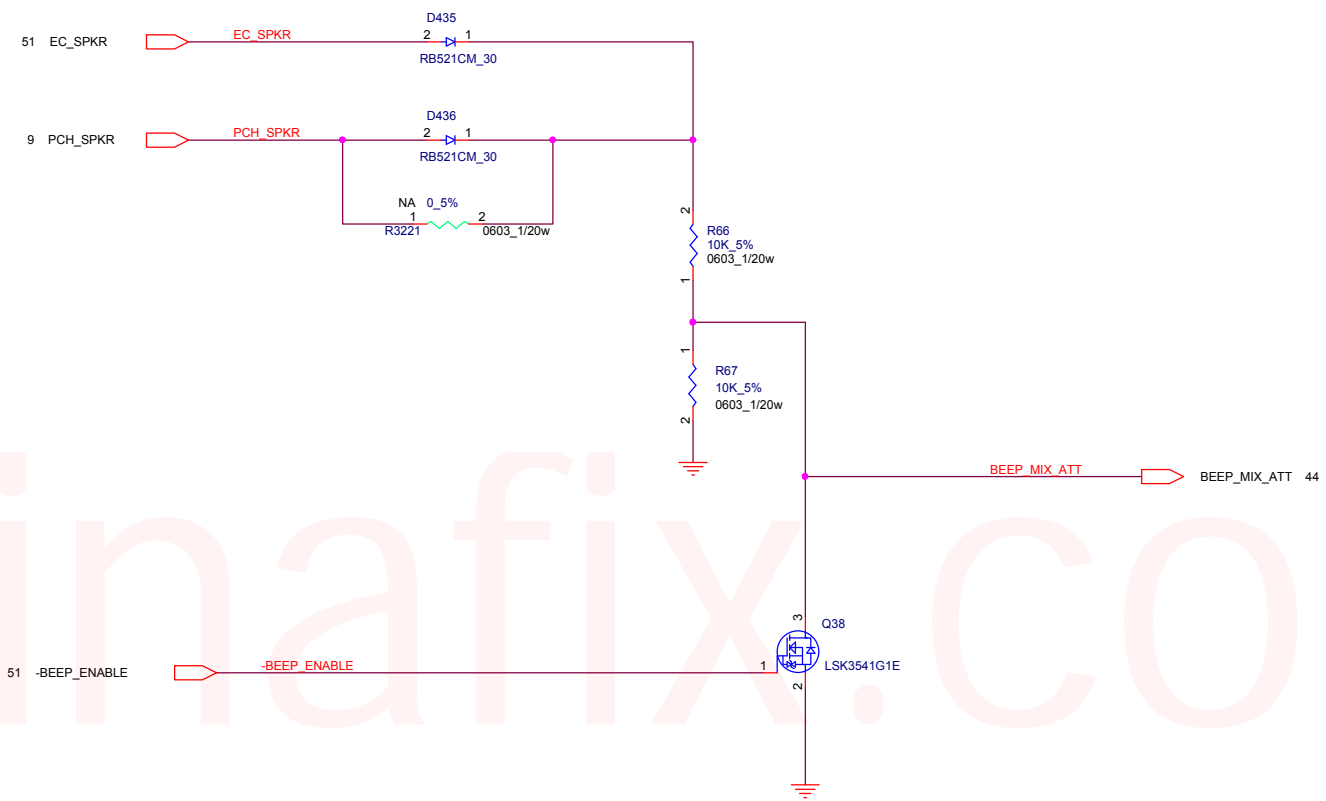 D435
51 EC_SPKR
EC_SPKR
2 1
RB521CM_30
D436
9 PCH_SPKR
PCH_SPKR
2 1
RB521CM_30
NA 0_5%
1 2
R3221
0603_1/20w
2
R66
10K_5%
0603_1/20w
1
1
R67
10K_5%
0603_1/20w
2
BEEP_MIX_ATT
BEEP_MIX_ATT 44
3
Q38
51 -BEEP_ENABLE
-BEEP_ENABLE
1
LSK3541G1E
2
inafix.co